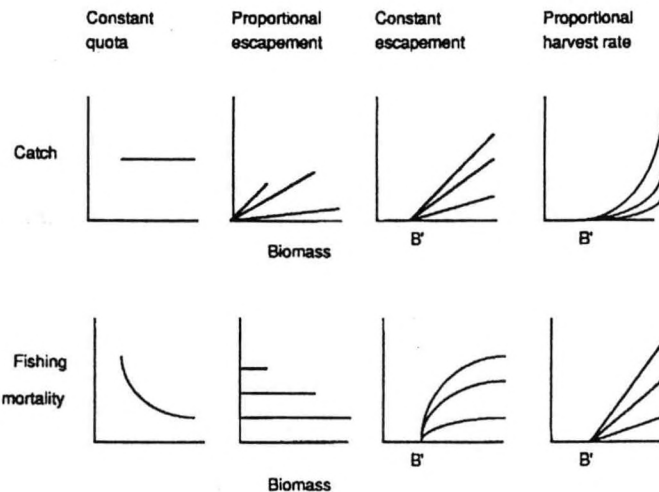 Constant
quota
Proportional
escapement
Constant
escapement
Proportional
harvest rate
Catch
B'
B'
Biomass
Fishing
mortality
B'
B'
Biomass